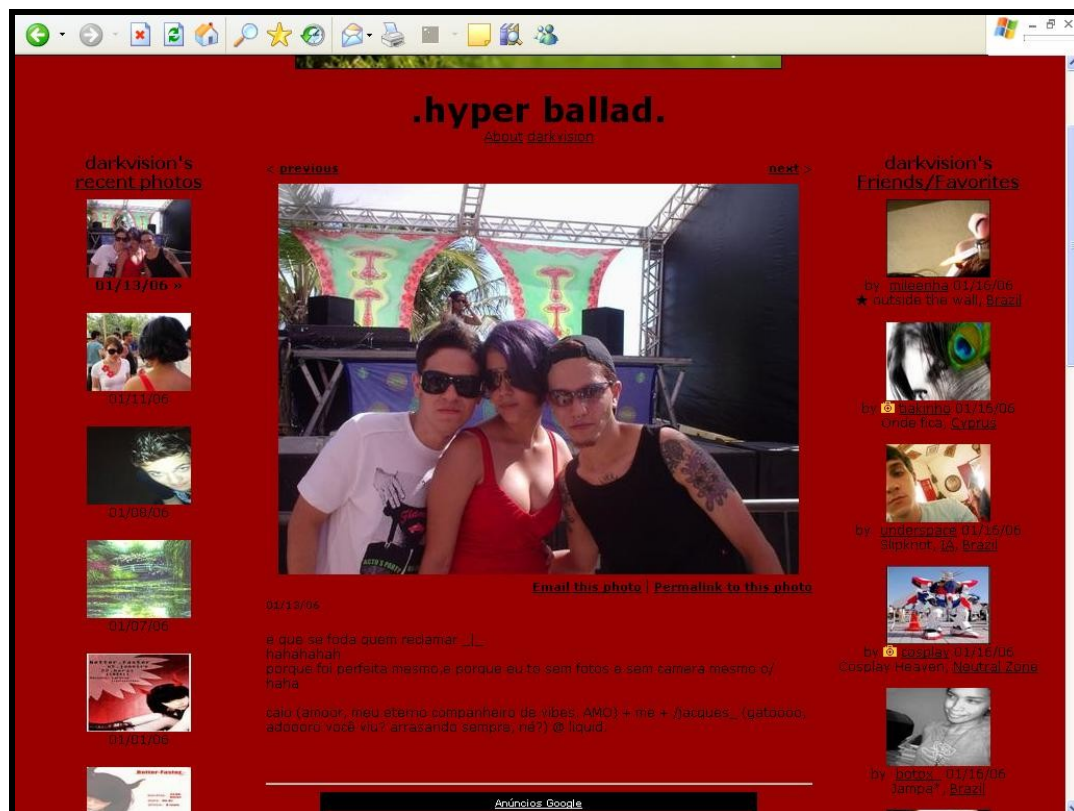 .hyper ballad.
About darkvision
darkvision's
recent photos
01/13/06 »
01/11/06
01/08/06
01/07/06
01/01/06
< previous
next >
Email this photo | Permalink to this photo
01/13/06
e que se foda quem reclamar _|_
hahahahah
porque foi perfeita mesmo,e porque eu to sem fotos e sem camera mesmo o/
haha
caio (amoor, meu eterno companheiro de vibes. AMO) + me + /jacques_ (gatoooo,
adoooro você viu? arrasando sempre, né?) @ liquid.
Anúncios Google
darkvision's
Friends/Favorites
by mileenha 01/16/06
★ outside the wall, Brazil
by bakinha 01/16/06
Onde fica, Cyprus
by underspace 01/16/06
Slipknot, IA, Brazil
by cosplay 01/16/06
Cosplay Heaven, Neutral Zone
by botox_ 01/16/06
Jampa*, Brazil